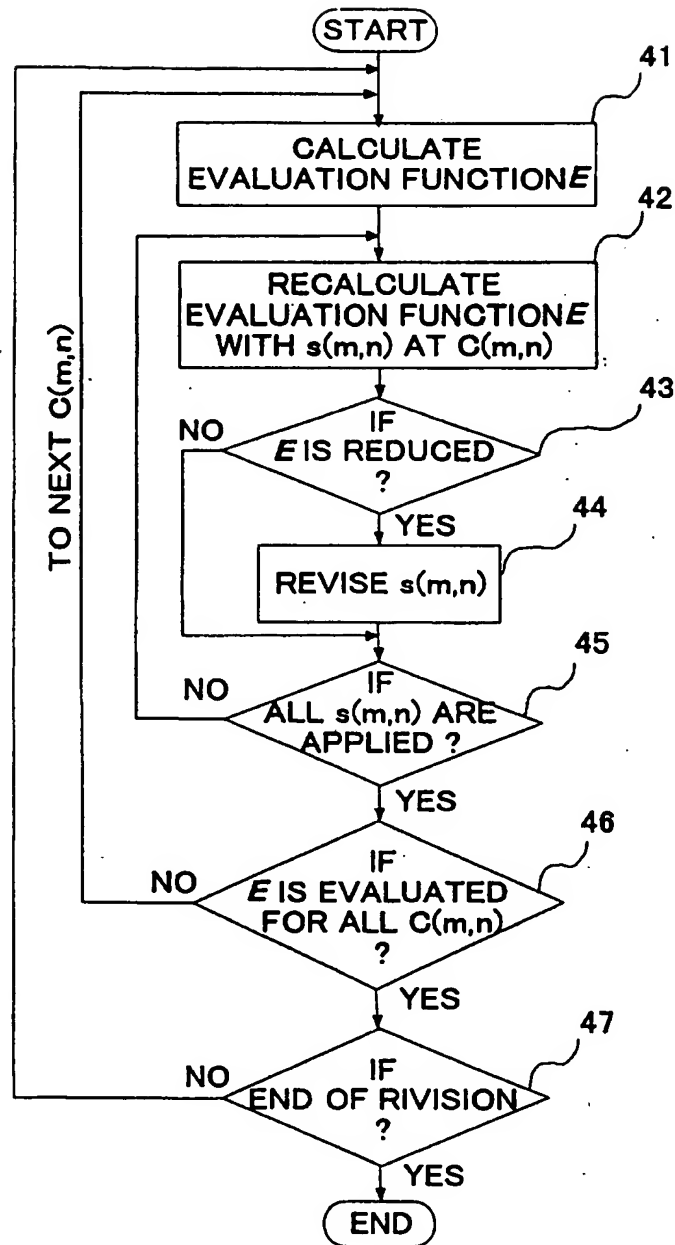 START
41
CALCULATE
EVALUATION FUNCTION E
42
RECALCULATE
EVALUATION FUNCTION E
WITH s(m,n) AT C(m,n)
TO NEXT C(m,n)
43
NO
IF
E IS REDUCED
?
YES
44
REVISE s(m,n)
45
NO
IF
ALL s(m,n) ARE
APPLIED ?
YES
46
NO
IF
E IS EVALUATED
FOR ALL C(m,n)
?
YES
47
NO
IF
END OF RIVISION
?
YES
END